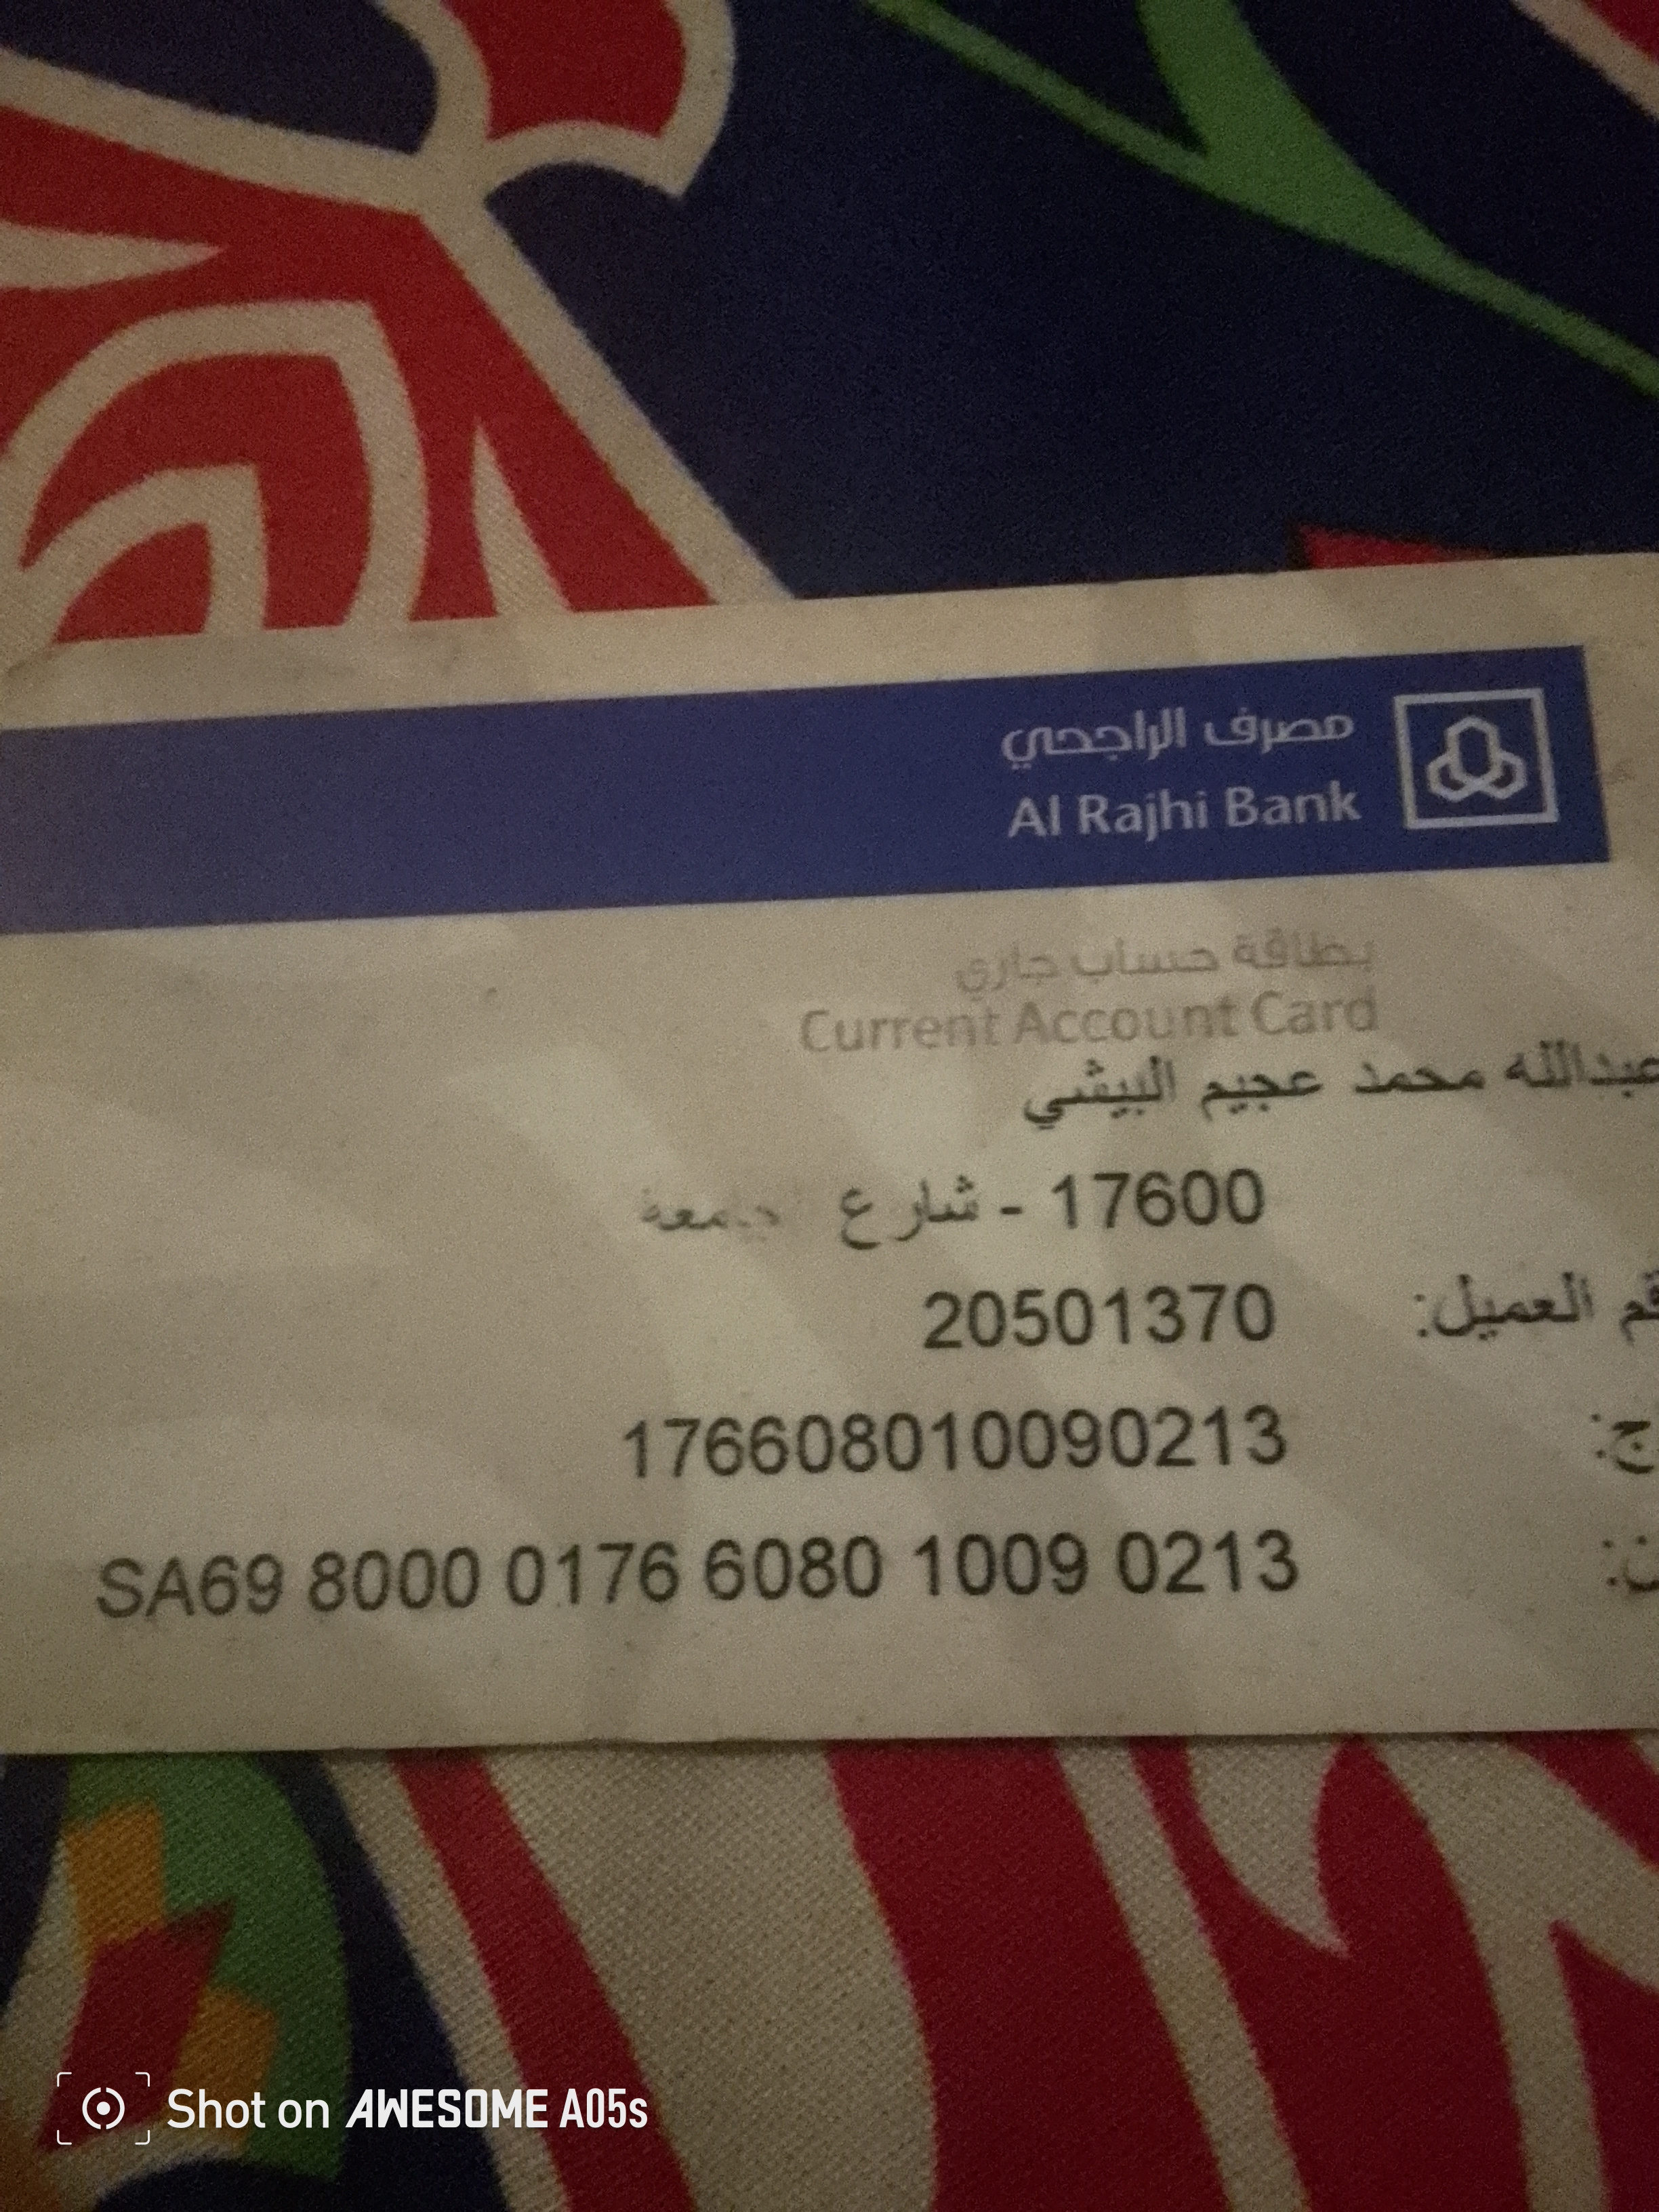 مصرف الراجحي
Al Rajhi Bank
بطاقة حساب جاري
Current Account Card
عبدالله محمد عجيم البيشي
17600 - شارع
قم العميل: 20501370
176608010090213
SA69 8000 0176 6080 1009 0213
Shot on AWESOME A05s